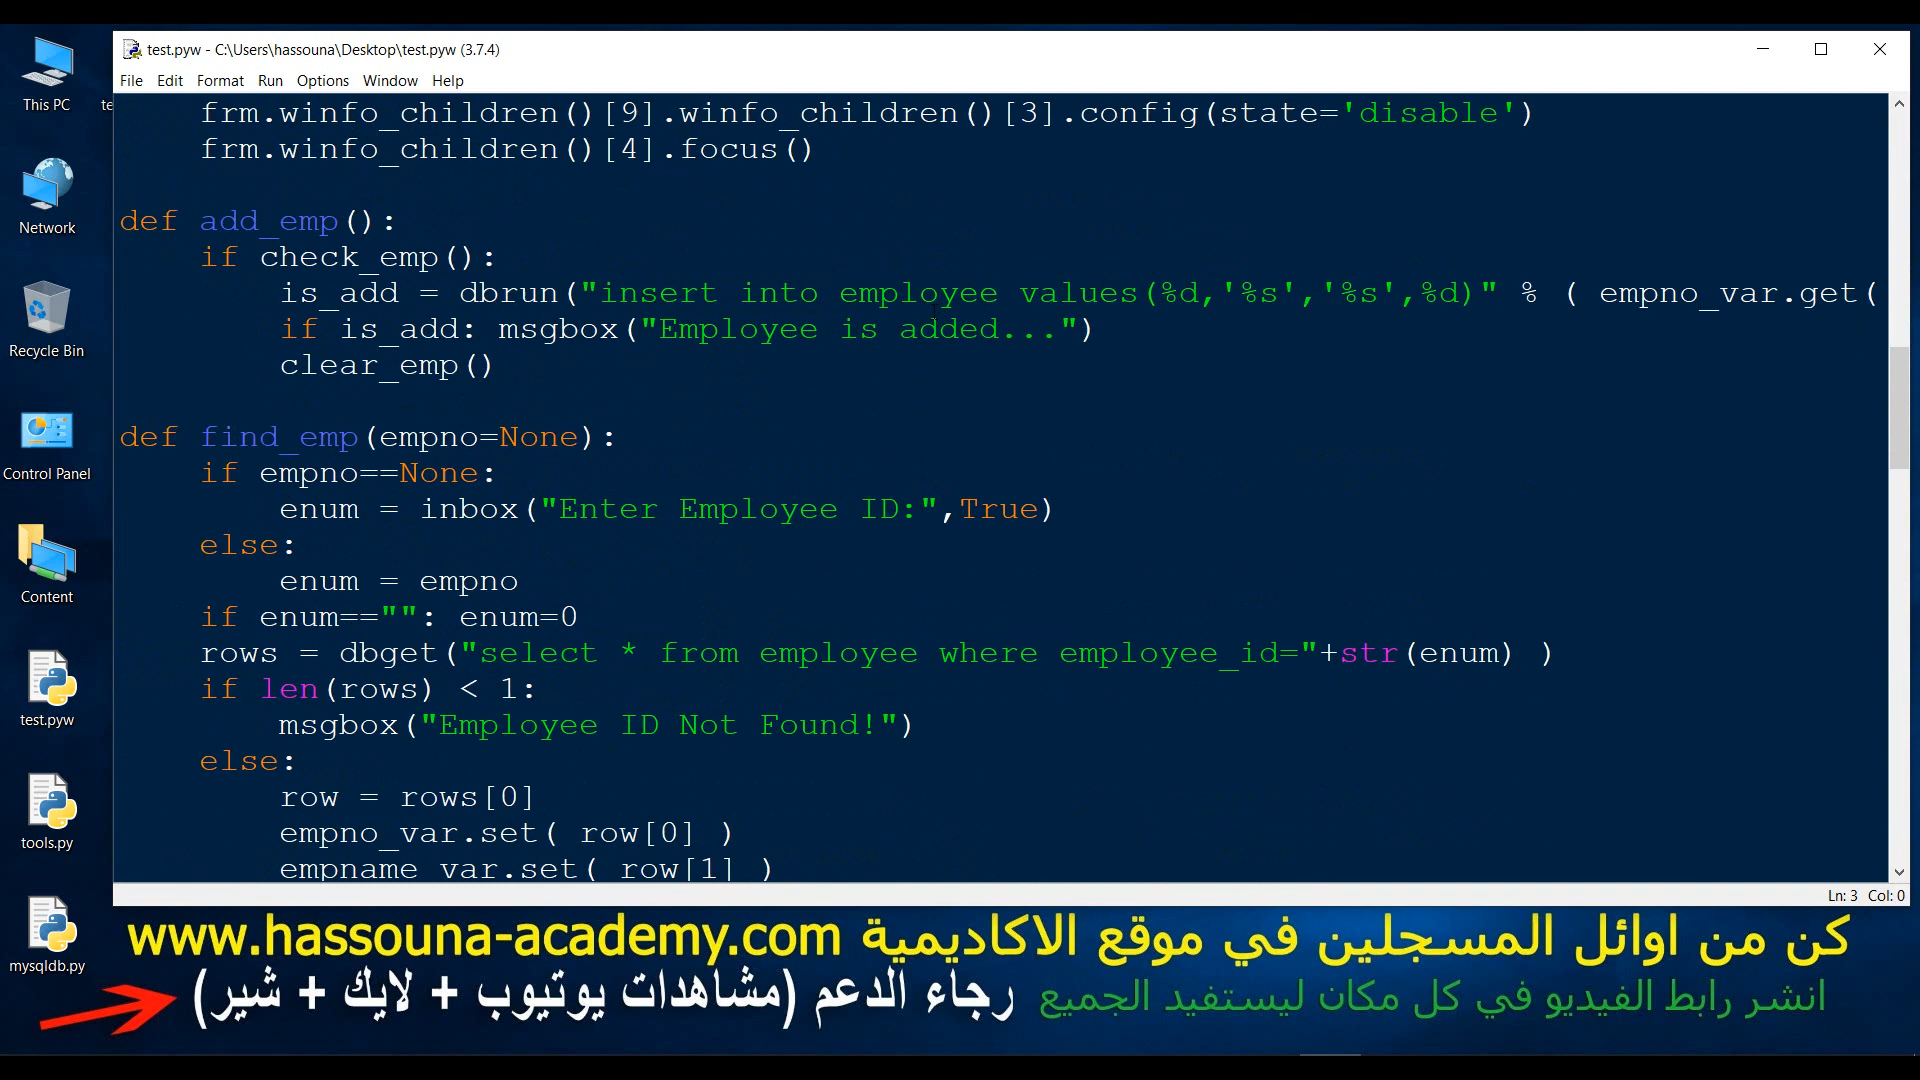 test.pyw - C:\Users\hassouna\Desktop\test.pyw (3.7.4)
File Edit Format Run Options Window Help
This PC
te
Network
Recycle Bin
Control Panel
Content
test.pyw
tools.py
mysqldb.py
    frm.winfo_children()[9].winfo_children()[3].config(state='disable')
    frm.winfo_children()[4].focus()
def add_emp():
    if check_emp():
        is_add = dbrun("insert into employee values(%d,'%s','%s',%d)" % ( empno_var.get(
        if is_add: msgbox("Employee is added...")
        clear_emp()
def find_emp(empno=None):
    if empno==None:
        enum = inbox("Enter Employee ID:",True)
    else:
        enum = empno
    if enum=="": enum=0
    rows = dbget("select * from employee where employee_id="+str(enum) )
    if len(rows) < 1:
        msgbox("Employee ID Not Found!")
    else:
        row = rows[0]
        empno_var.set( row[0] )
        empname_var.set( row[1] )
Ln: 3 Col: 0
كن من اوائل المسجلين في موقع الاكاديمية www.hassouna-academy.com
انشر رابط الفيديو في كل مكان ليستفيد الجميع
رجاء الدعم (مشاهدات يوتيوب + لايك + شير)